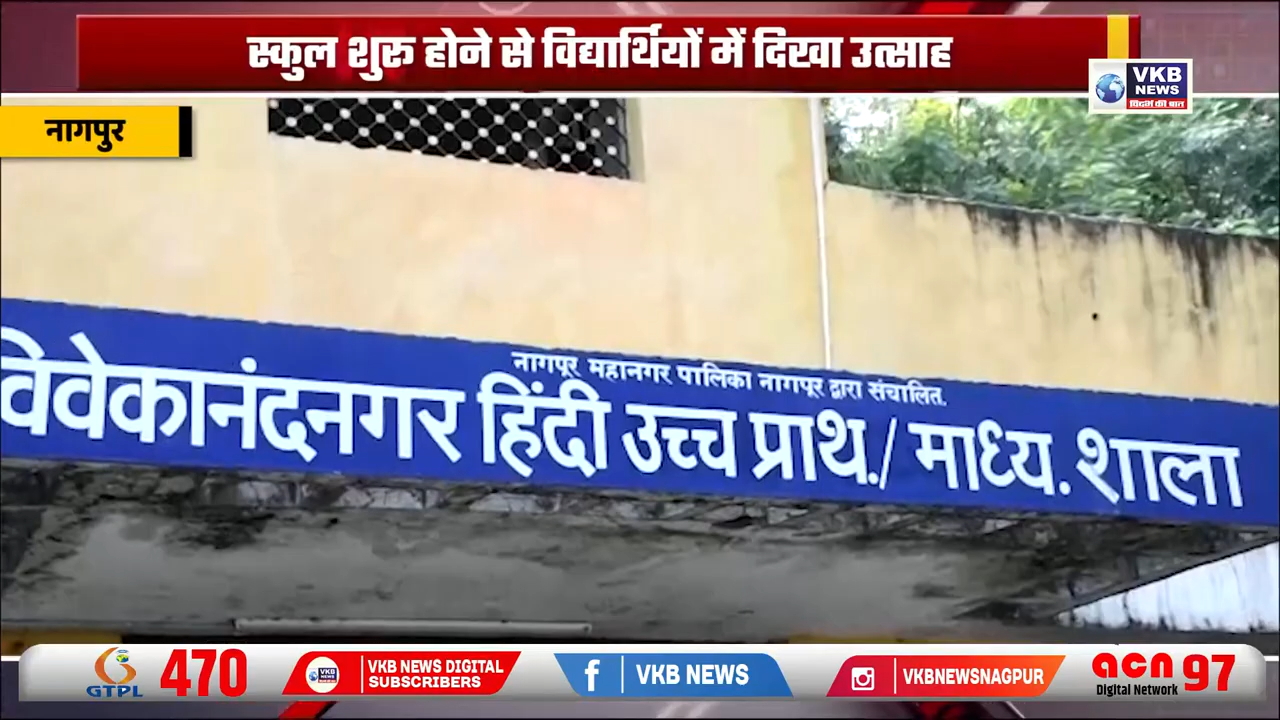 स्कुल शुरू होने से विद्यार्थियों में दिखा उत्साह
VKB
NEWS
विदर्भ की बात
नागपुर
नागपूर महानगर पालिका नागपूर द्वारा संचालित.
विवेकानंदनगर हिंदी उच्च प्राथ./ माध्य. शाला
GTPL
470
VKB NEWS DIGITAL
SUBSCRIBERS
f
VKB NEWS
VKBNEWSNAGPUR
acn 97
Digital Network